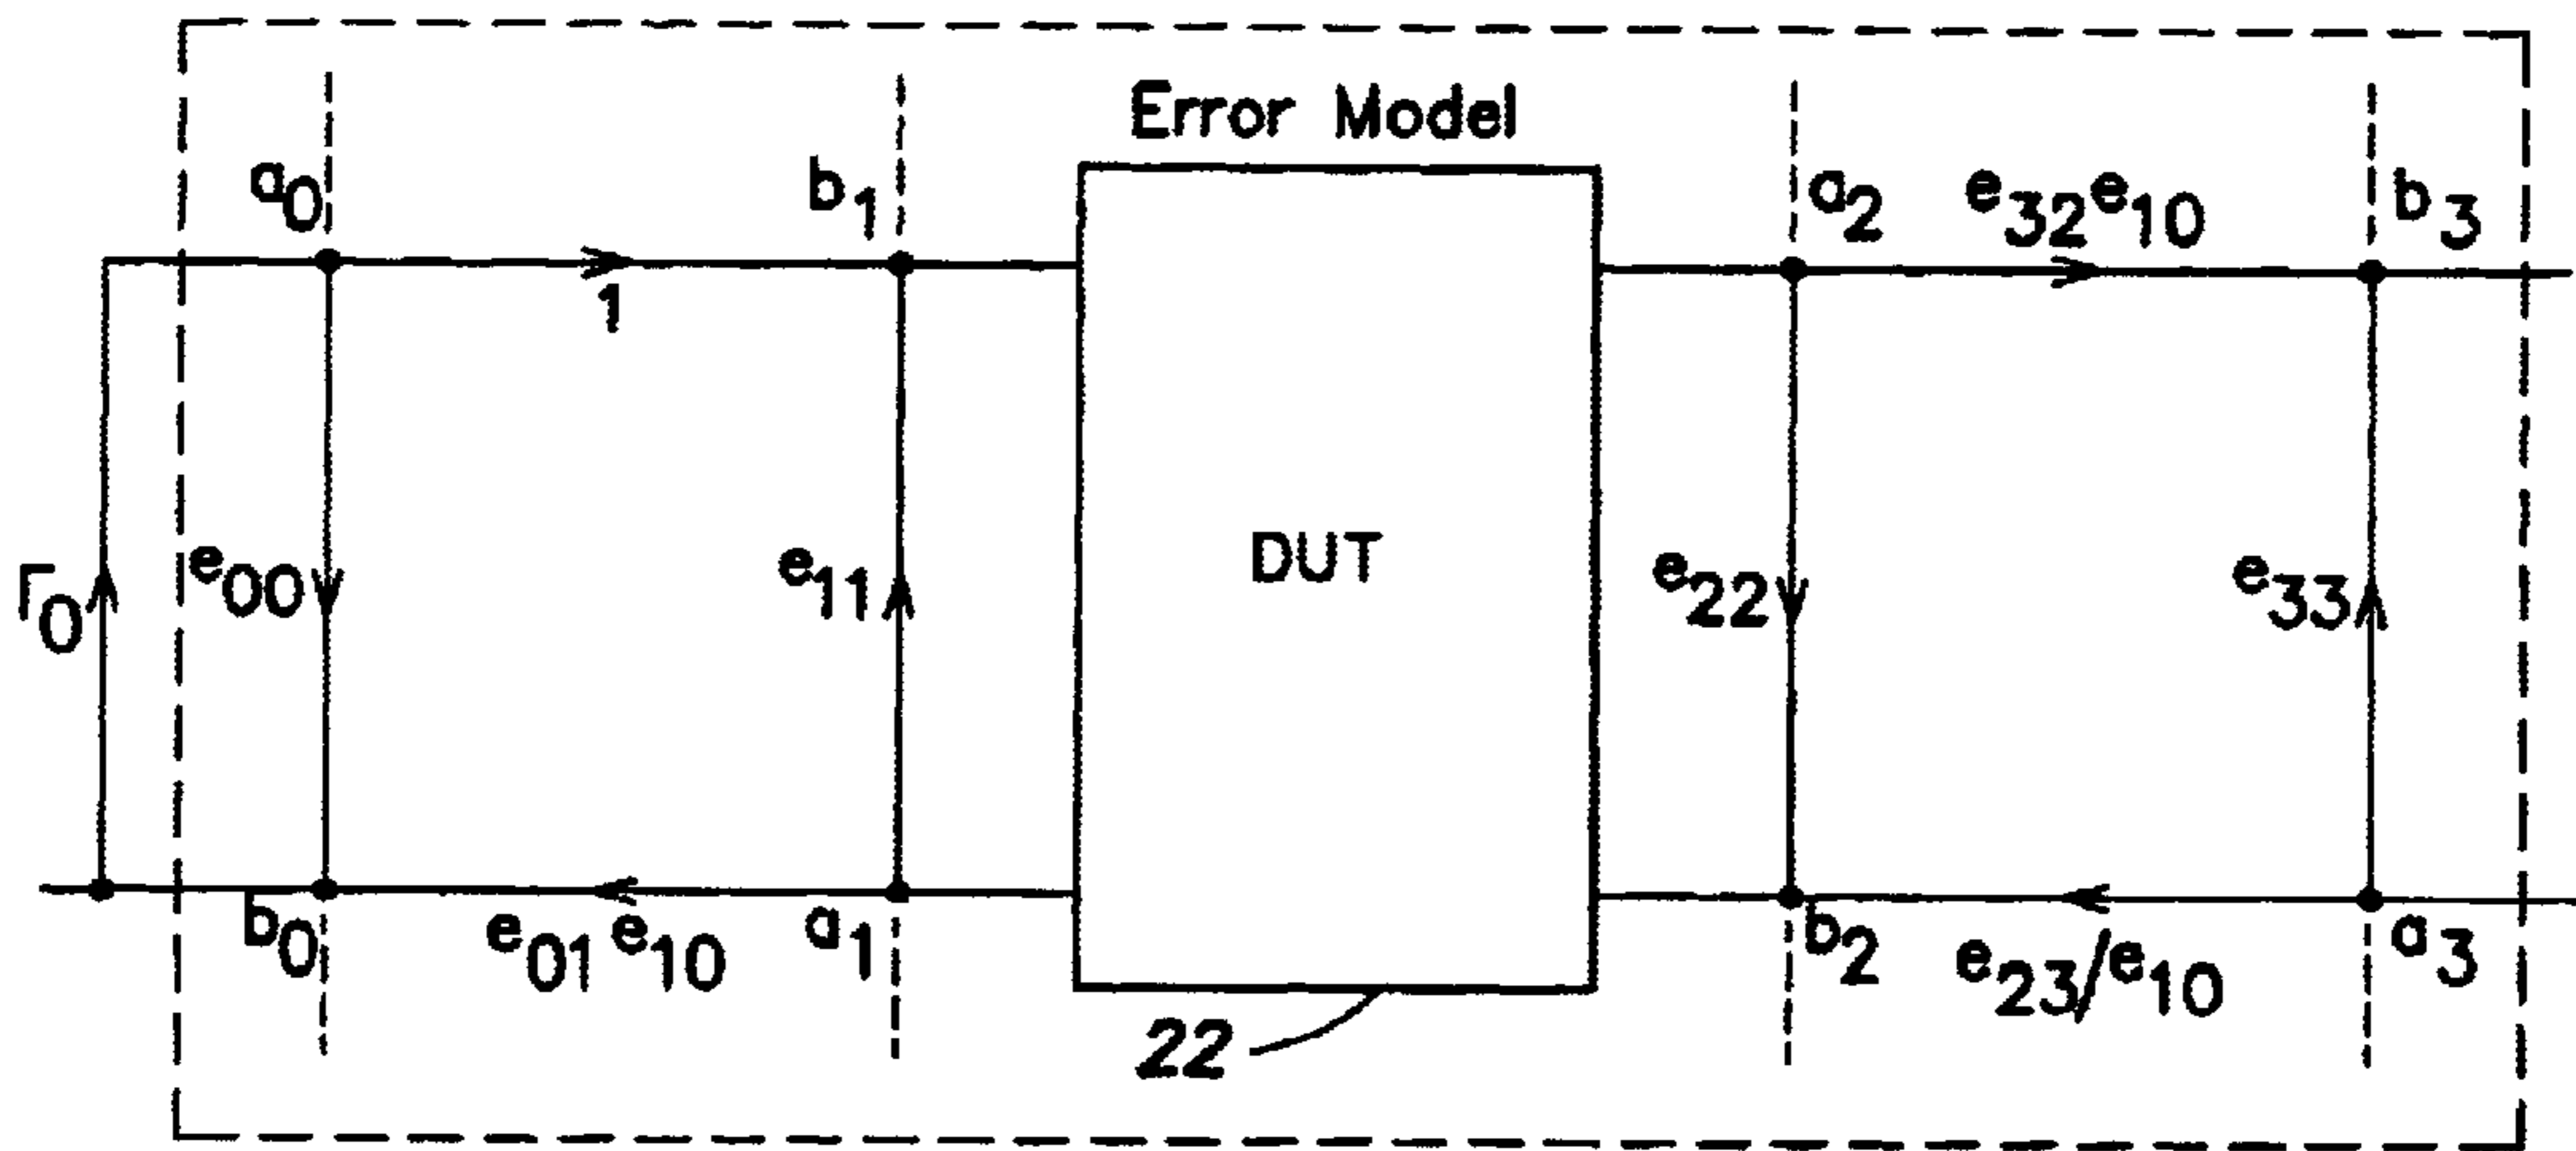 Error Model
a0 b1 a2 e32e10 b3
1
Γ0 e00 e11 DUT e22 e33
b0 e01 e10 a1 b2 e23/e10 a3
22